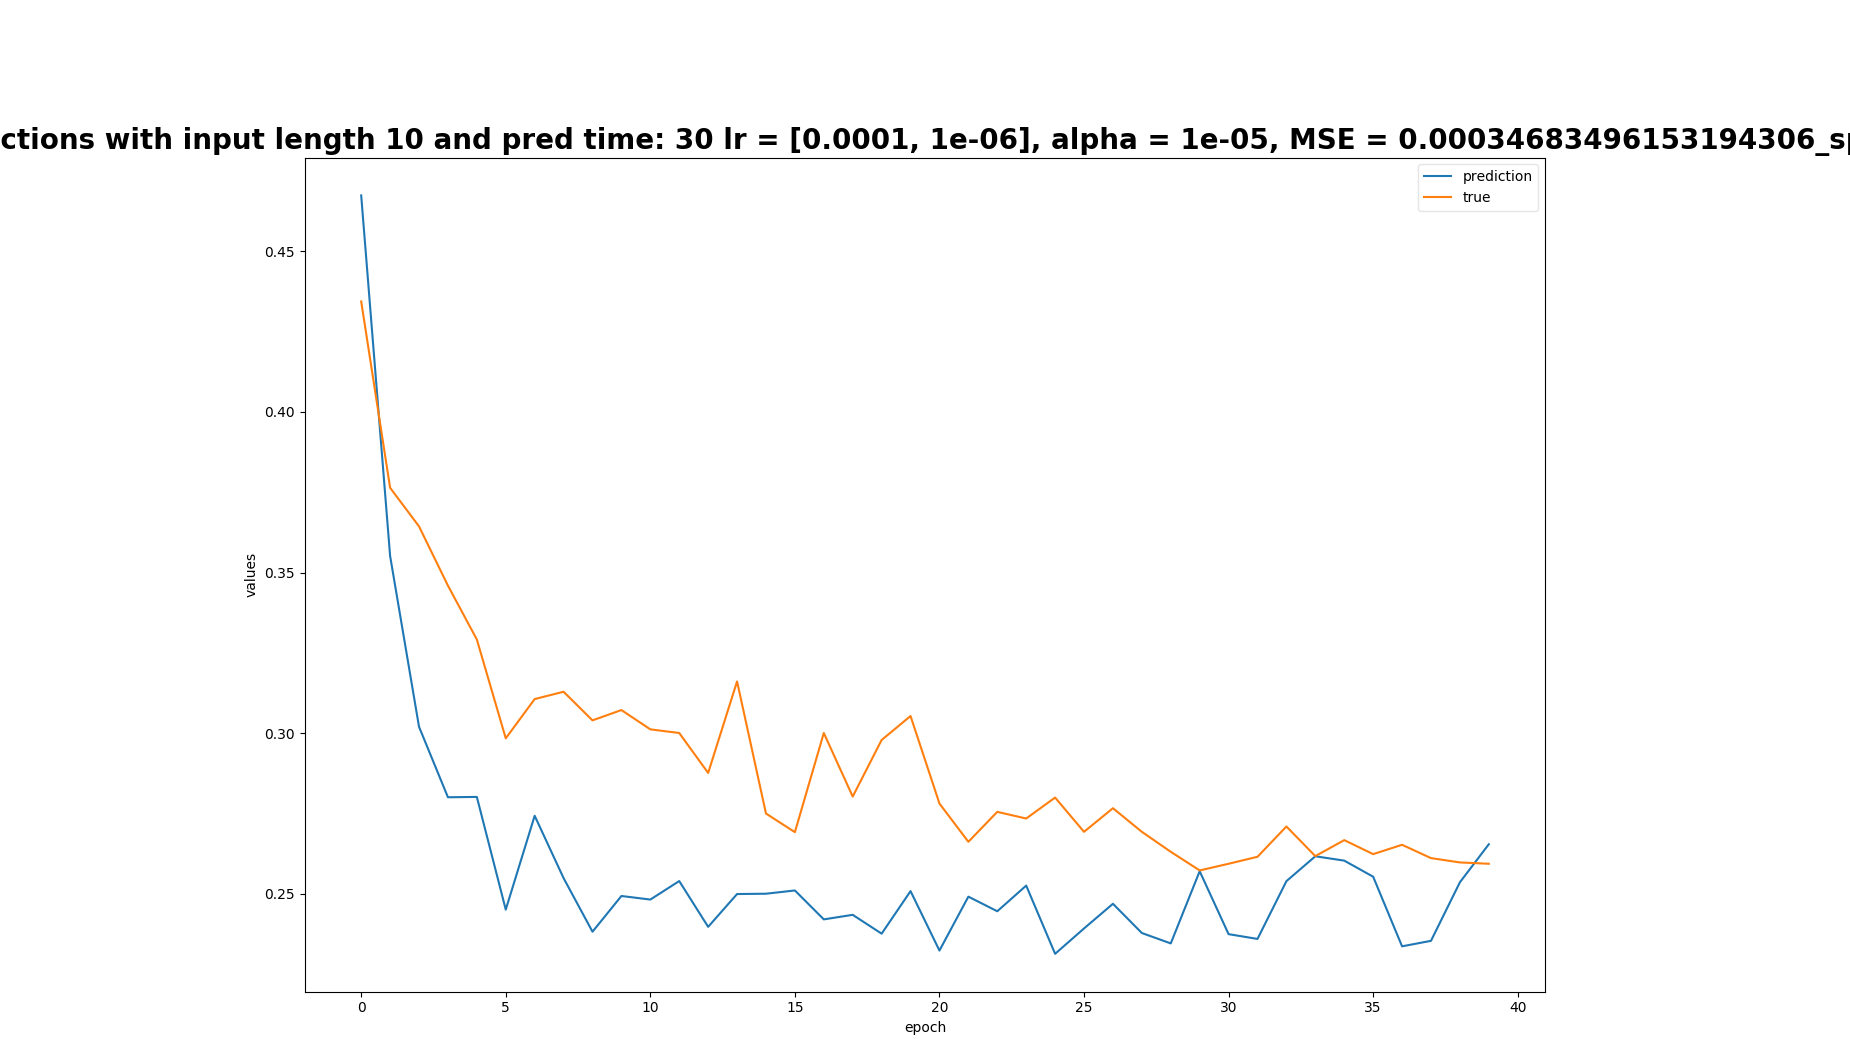 ctions with input length 10 and pred time: 30 lr = [0.0001, 1e-06], alpha = 1e-05, MSE = 0.00034683496153194306_sp
prediction
true
0.45
0.40
0.35
0.30
0.25
values
0 5 10 15 20 25 30 35 40
epoch